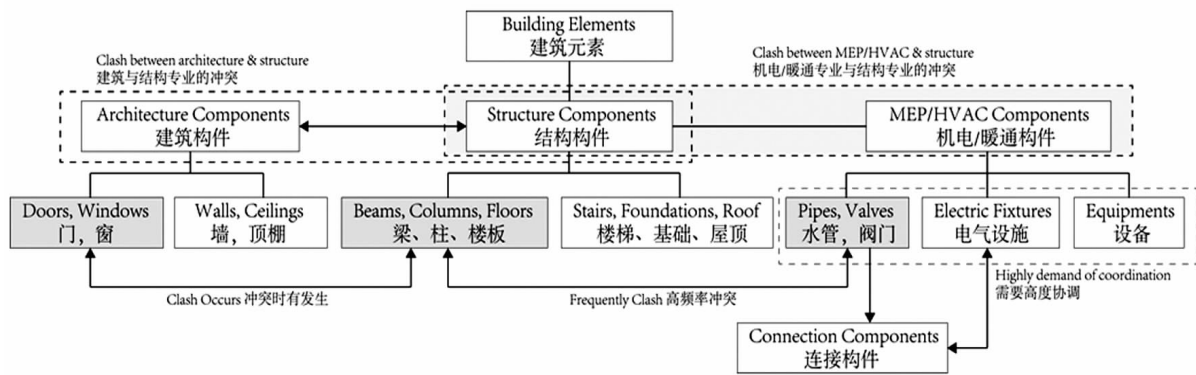 Building Elements
建筑元素
Clash between architecture & structure
建筑与结构专业的冲突
Clash between MEP/HVAC & structure
机电/暖通专业与结构专业的冲突
Architecture Components
建筑构件
Structure Components
结构构件
MEP/HVAC Components
机电/暖通构件
Doors, Windows
门，窗
Walls, Ceilings
墙，顶棚
Beams, Columns, Floors
梁、柱、楼板
Stairs, Foundations, Roof
楼梯、基础、屋顶
Pipes, Valves
水管，阀门
Electric Fixtures
电气设施
Equipments
设备
Clash Occurs 冲突时有发生
Frequently Clash 高频率冲突
Highly demand of coordination
需要高度协调
Connection Components
连接构件